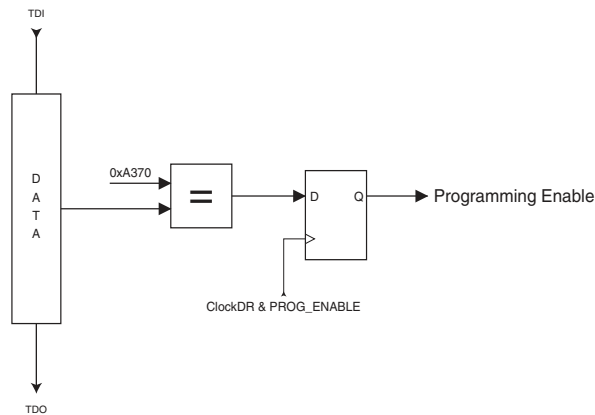 TDI
D
A
T
A
0xA370
=
D
Q
Programming Enable
ClockDR & PROG_ENABLE
TDO